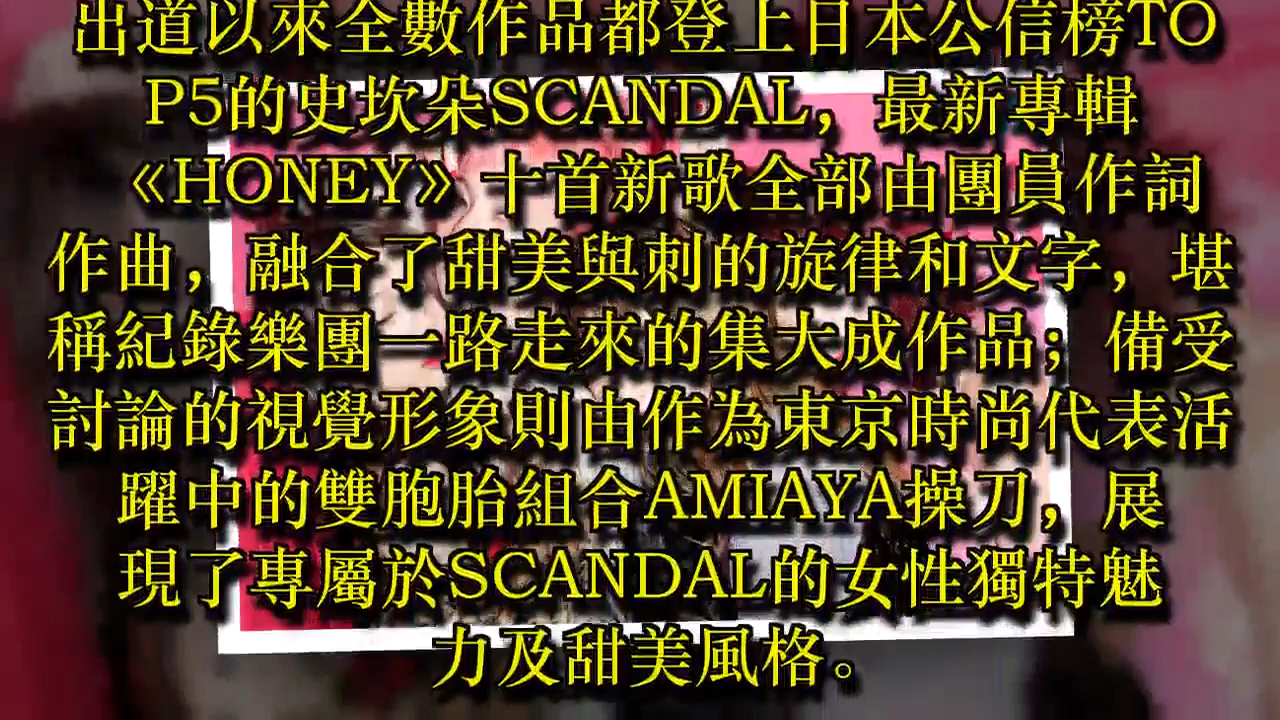 出道以來全數作品都登上日本公信榜TO
P5的史坎朵SCANDAL，最新專輯
《HONEY》十首新歌全部由團員作詞
作曲，融合了甜美與刺的旋律和文字，堪
稱紀錄樂團一路走來的集大成作品；備受
討論的視覺形象則由作為東京時尚代表活
躍中的雙胞胎組合AMIAYA操刀，展
現了專屬於SCANDAL的女性獨特魅
力及甜美風格。